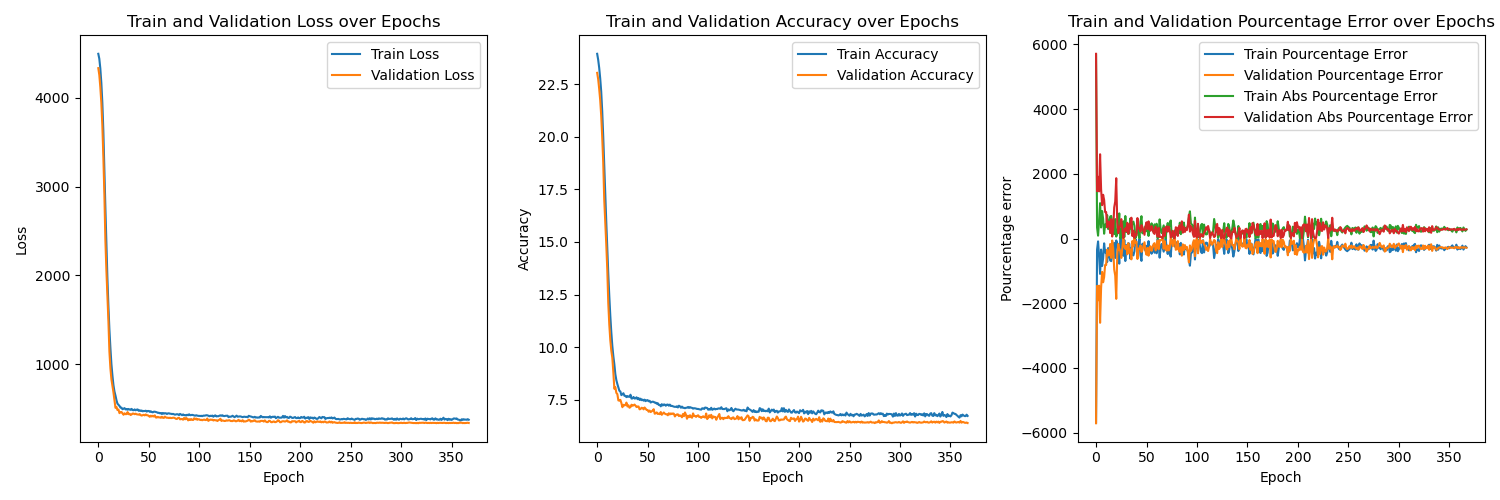 Train and Validation Loss over Epochs
Loss
4000
3000
2000
1000
Train Loss
Validation Loss
0 50 100 150 200 250 300 350
Epoch
Train and Validation Accuracy over Epochs
Accuracy
22.5
20.0
17.5
15.0
12.5
10.0
7.5
Train Accuracy
Validation Accuracy
0 50 100 150 200 250 300 350
Epoch
Train and Validation Pourcentage Error over Epochs
Pourcentage error
6000
4000
2000
0
−2000
−4000
−6000
Train Pourcentage Error
Validation Pourcentage Error
Train Abs Pourcentage Error
Validation Abs Pourcentage Error
0 50 100 150 200 250 300 350
Epoch